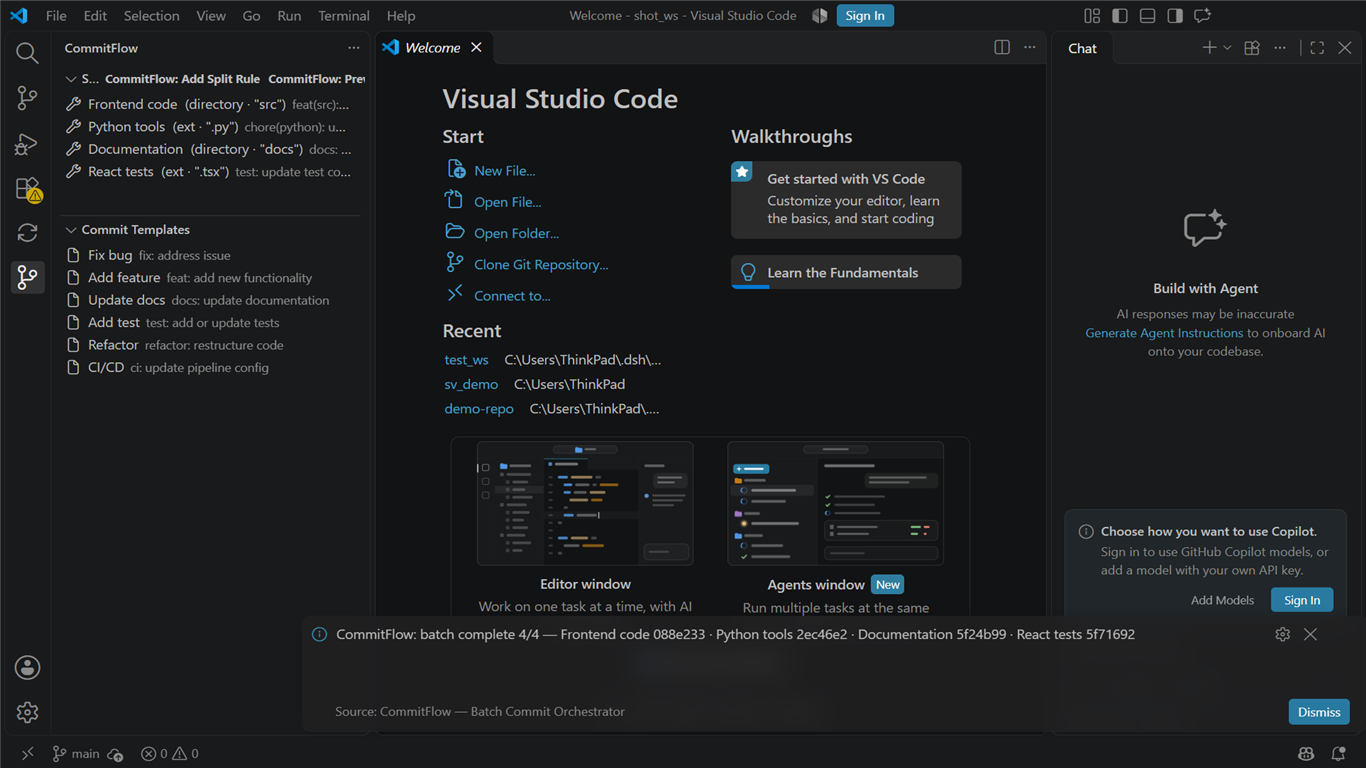 File Edit Selection View Go Run Terminal Help
Welcome - shot_ws - Visual Studio Code
Sign In
CommitFlow
S... CommitFlow: Add Split Rule CommitFlow: Pre
Frontend code (directory · "src") feat(src):...
Python tools (ext · ".py") chore(python): u...
Documentation (directory · "docs") docs: ...
React tests (ext · ".tsx") test: update test co...
Commit Templates
Fix bug fix: address issue
Add feature feat: add new functionality
Update docs docs: update documentation
Add test test: add or update tests
Refactor refactor: restructure code
CI/CD ci: update pipeline config
Welcome
Visual Studio Code
Start
New File...
Open File...
Open Folder...
Clone Git Repository...
Connect to...
Recent
test_ws C:\Users\ThinkPad\.dsh\...
sv_demo C:\Users\ThinkPad
demo-repo C:\Users\ThinkPad\....
Walkthroughs
Get started with VS Code
Customize your editor, learn
the basics, and start coding
Learn the Fundamentals
Editor window
Work on one task at a time, with AI
Agents window New
Run multiple tasks at the same
Chat
Build with Agent
AI responses may be inaccurate
Generate Agent Instructions to onboard AI
onto your codebase.
Choose how you want to use Copilot.
Sign in to use GitHub Copilot models, or
add a model with your own API key.
Add Models Sign In
CommitFlow: batch complete 4/4 — Frontend code 088e233 · Python tools 2ec46e2 · Documentation 5f24b99 · React tests 5f71692
Source: CommitFlow — Batch Commit Orchestrator
Dismiss
main 0 0